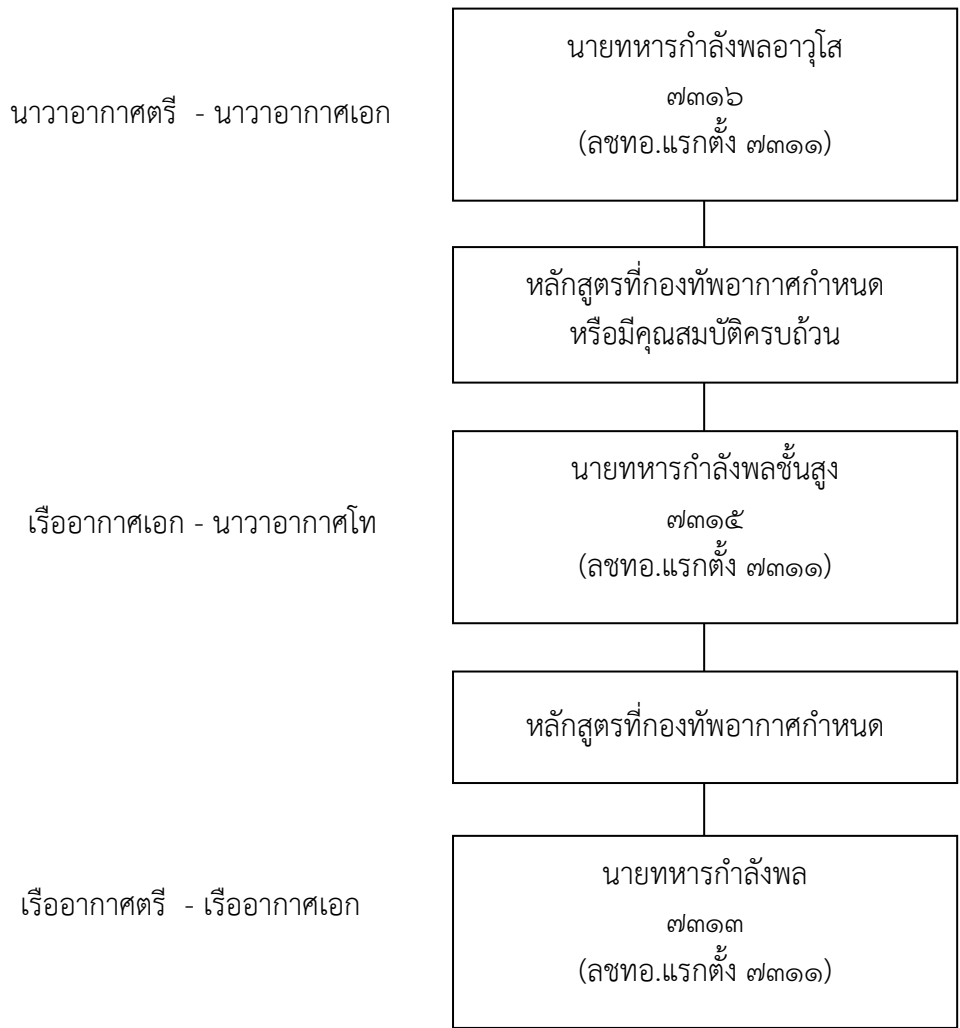 นายทหารกำลังพลอาวุโส
๗๓๑๖
(ลชทอ.แรกตั้ง ๗๓๑๑)
นาวาอากาศตรี - นาวาอากาศเอก
หลักสูตรที่กองทัพอากาศกำหนด
หรือมีคุณสมบัติครบถ้วน
นายทหารกำลังพลชั้นสูง
๗๓๑๕
(ลชทอ.แรกตั้ง ๗๓๑๑)
เรืออากาศเอก - นาวาอากาศโท
หลักสูตรที่กองทัพอากาศกำหนด
นายทหารกำลังพล
๗๓๑๓
(ลชทอ.แรกตั้ง ๗๓๑๑)
เรืออากาศตรี - เรืออากาศเอก